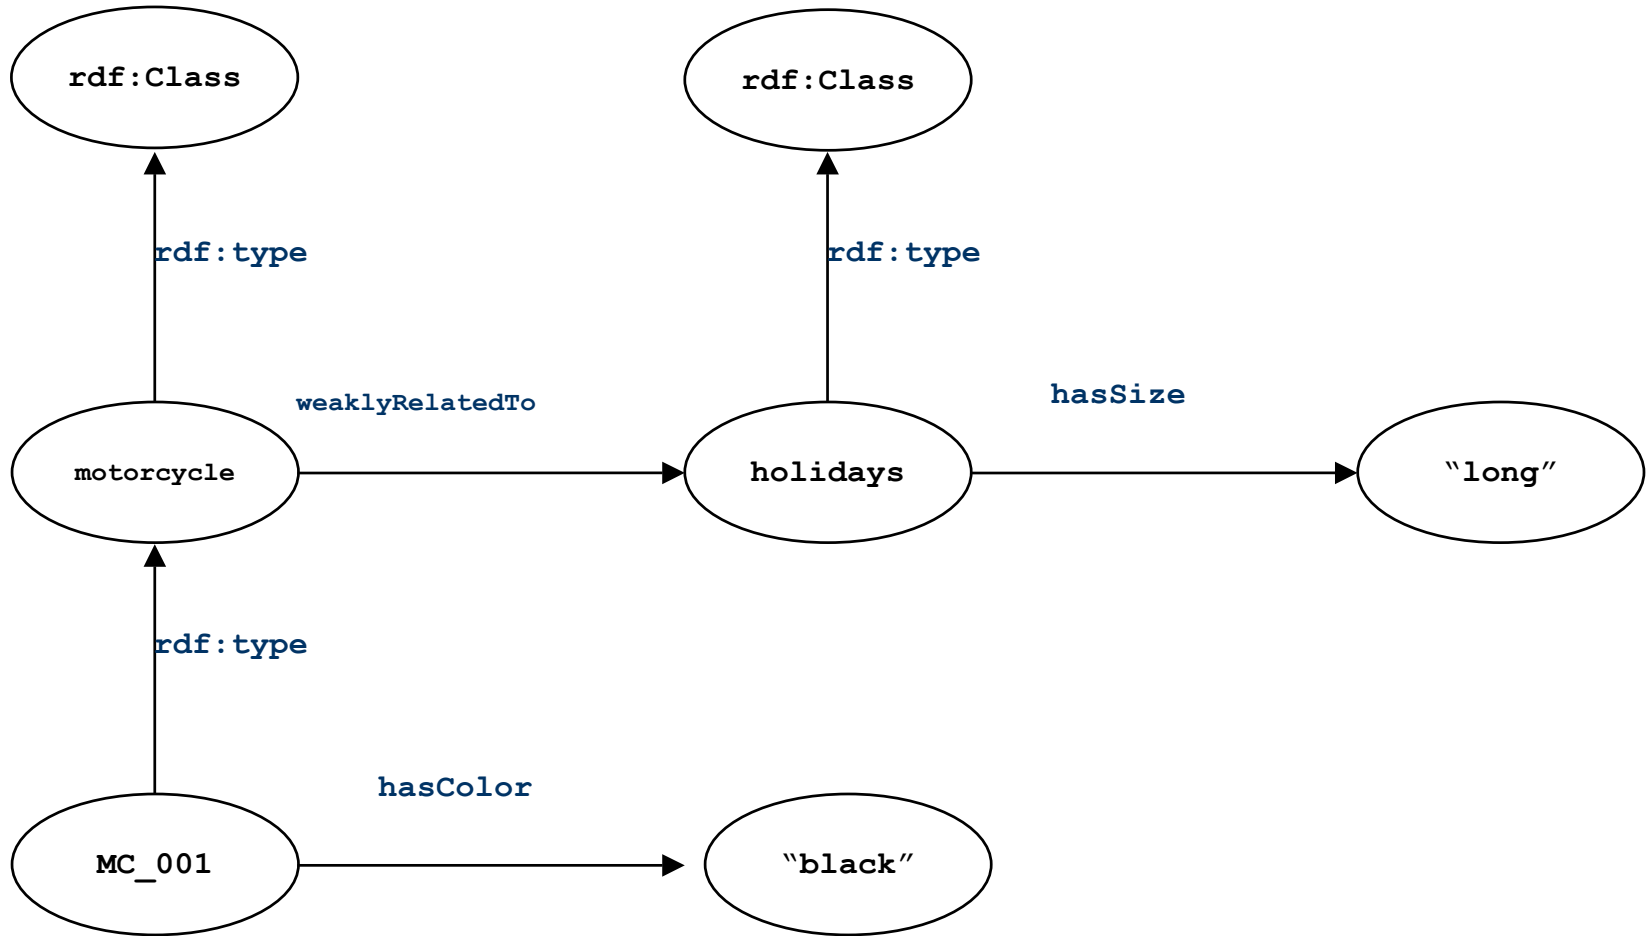 rdf:Class
rdf:Class
rdf:type
rdf:type
weaklyRelatedTo
hasSize
motorcycle
holidays
“long”
rdf:type
hasColor
MC_001
“black”